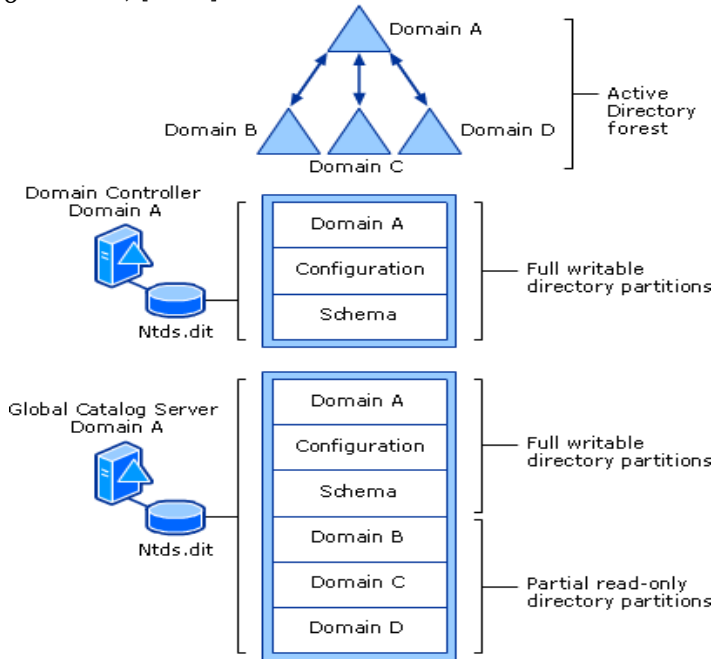 Domain A
Domain B
Domain D
Domain C
Active
Directory
forest
Domain Controller
Domain A
Ntds.dit
Domain A
Configuration
Schema
Full writable
directory partitions
Global Catalog Server
Domain A
Ntds.dit
Domain A
Configuration
Schema
Domain B
Domain C
Domain D
Full writable
directory partitions
Partial read-only
directory partitions